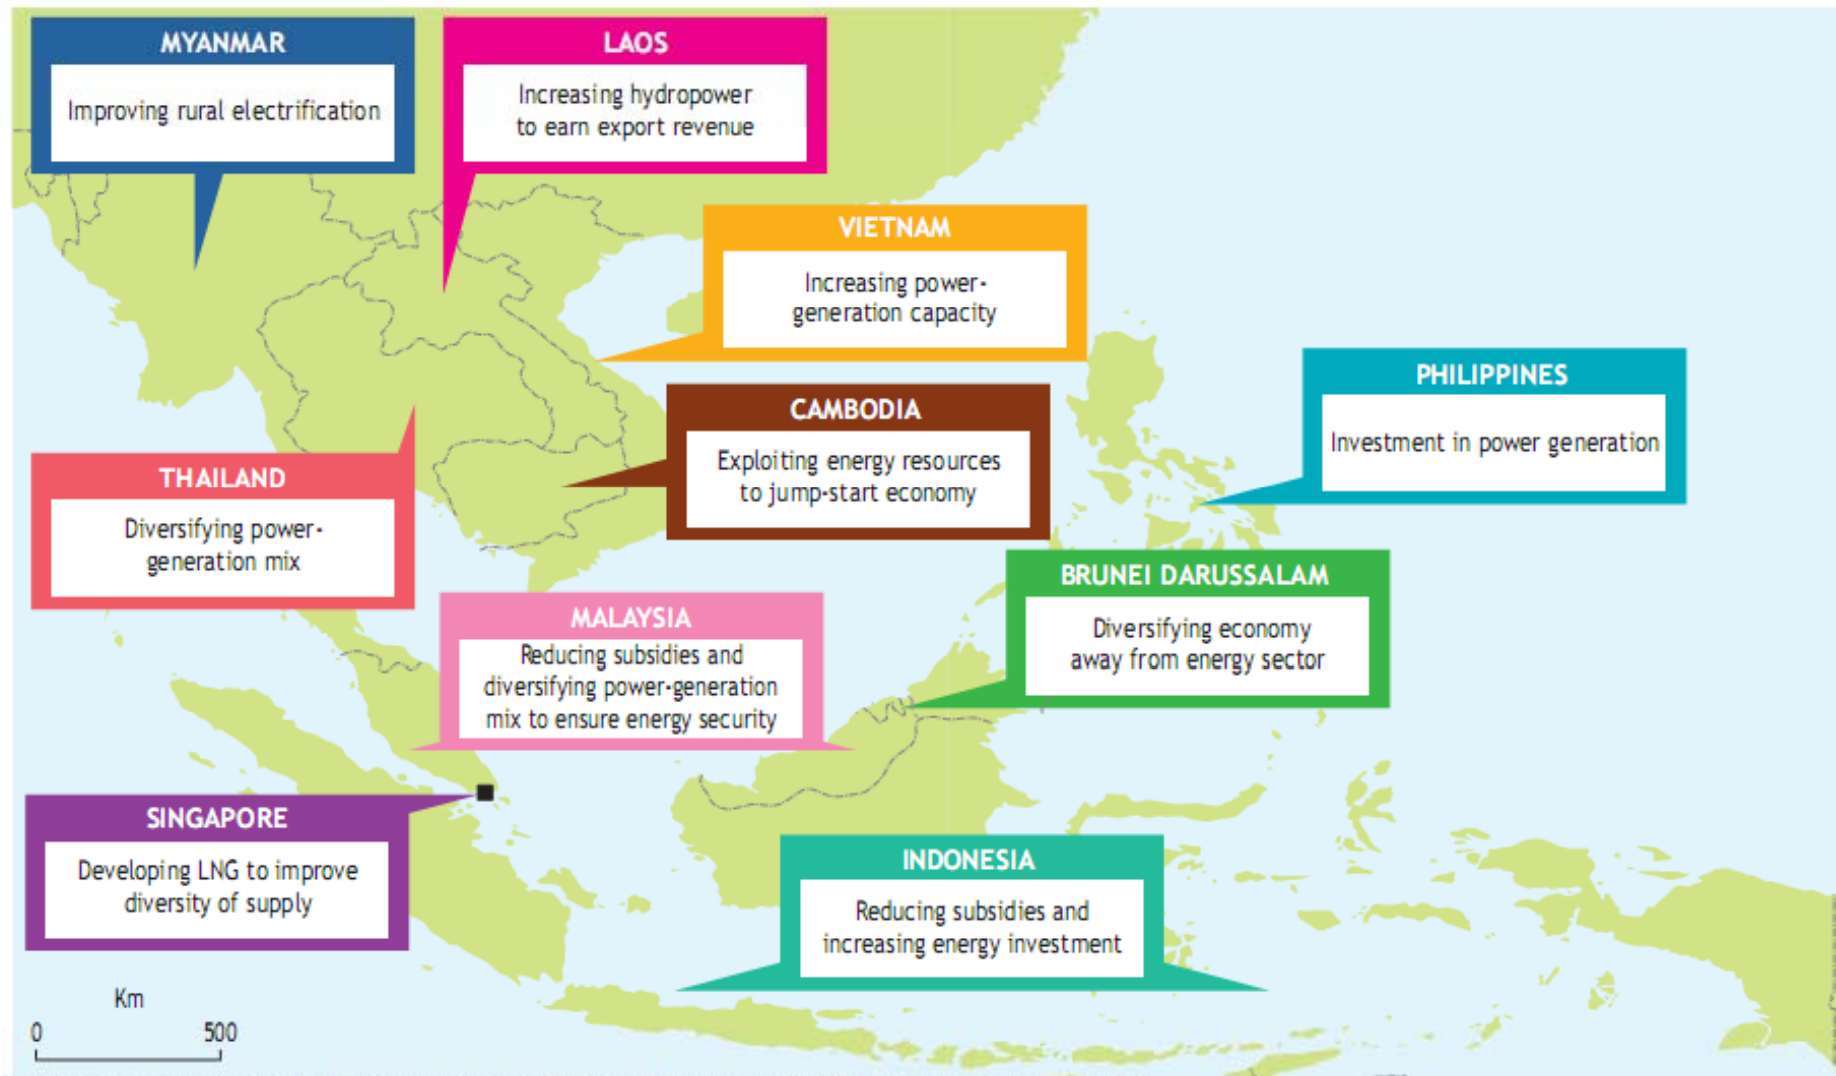 MYANMAR
Improving rural electrification
LAOS
Increasing hydropower
to earn export revenue
VIETNAM
Increasing power-
generation capacity
PHILIPPINES
Investment in power generation
CAMBODIA
Exploiting energy resources
to jump-start economy
THAILAND
Diversifying power-
generation mix
BRUNEI DARUSSALAM
Diversifying economy
away from energy sector
MALAYSIA
Reducing subsidies and
diversifying power-generation
mix to ensure energy security
SINGAPORE
Developing LNG to improve
diversity of supply
INDONESIA
Reducing subsidies and
increasing energy investment
Km
0 500